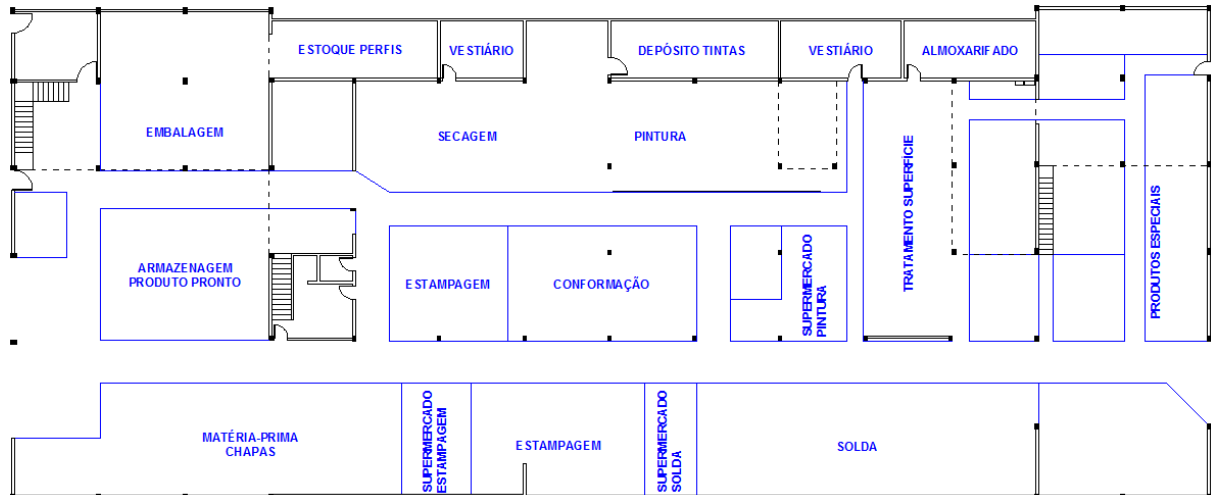 ESTOQUE PERFIS
VESTIÁRIO
DEPÓSITO TINTAS
VESTIÁRIO
ALMOXARIFADO
EMBALAGEM
SECAGEM
PINTURA
TRATAMENTO SUPERFÍCIE
PRODUTOS ESPECIAIS
ARMAZENAGEM
PRODUTO PRONTO
ESTAMPAGEM
CONFORMAÇÃO
SUPERMERCADO
PINTURA
MATÉRIA-PRIMA
CHAPAS
SUPERMERCADO
ESTAMPAGEM
ESTAMPAGEM
SUPERMERCADO
SOLDA
SOLDA